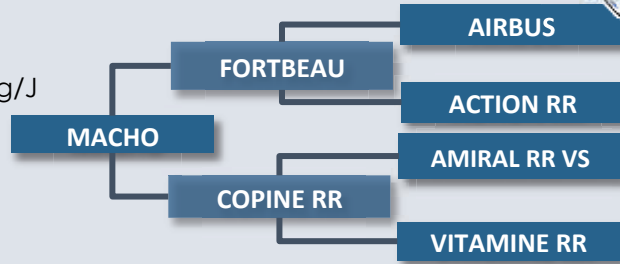 AIRBUS
FORTBEAU
g/J
ACTION RR
MACHO
AMIRAL RR VS
COPINE RR
VITAMINE RR